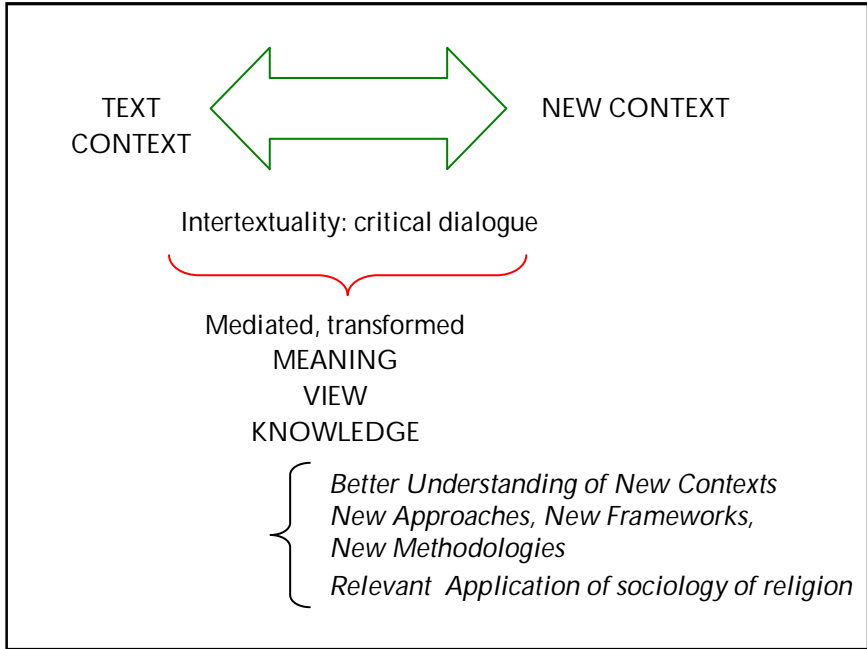 TEXT
CONTEXT
NEW CONTEXT
Intertextuality: critical dialogue
Mediated, transformed
MEANING
VIEW
KNOWLEDGE
Better Understanding of New Contexts
New Approaches, New Frameworks,
New Methodologies
Relevant Application of sociology of religion